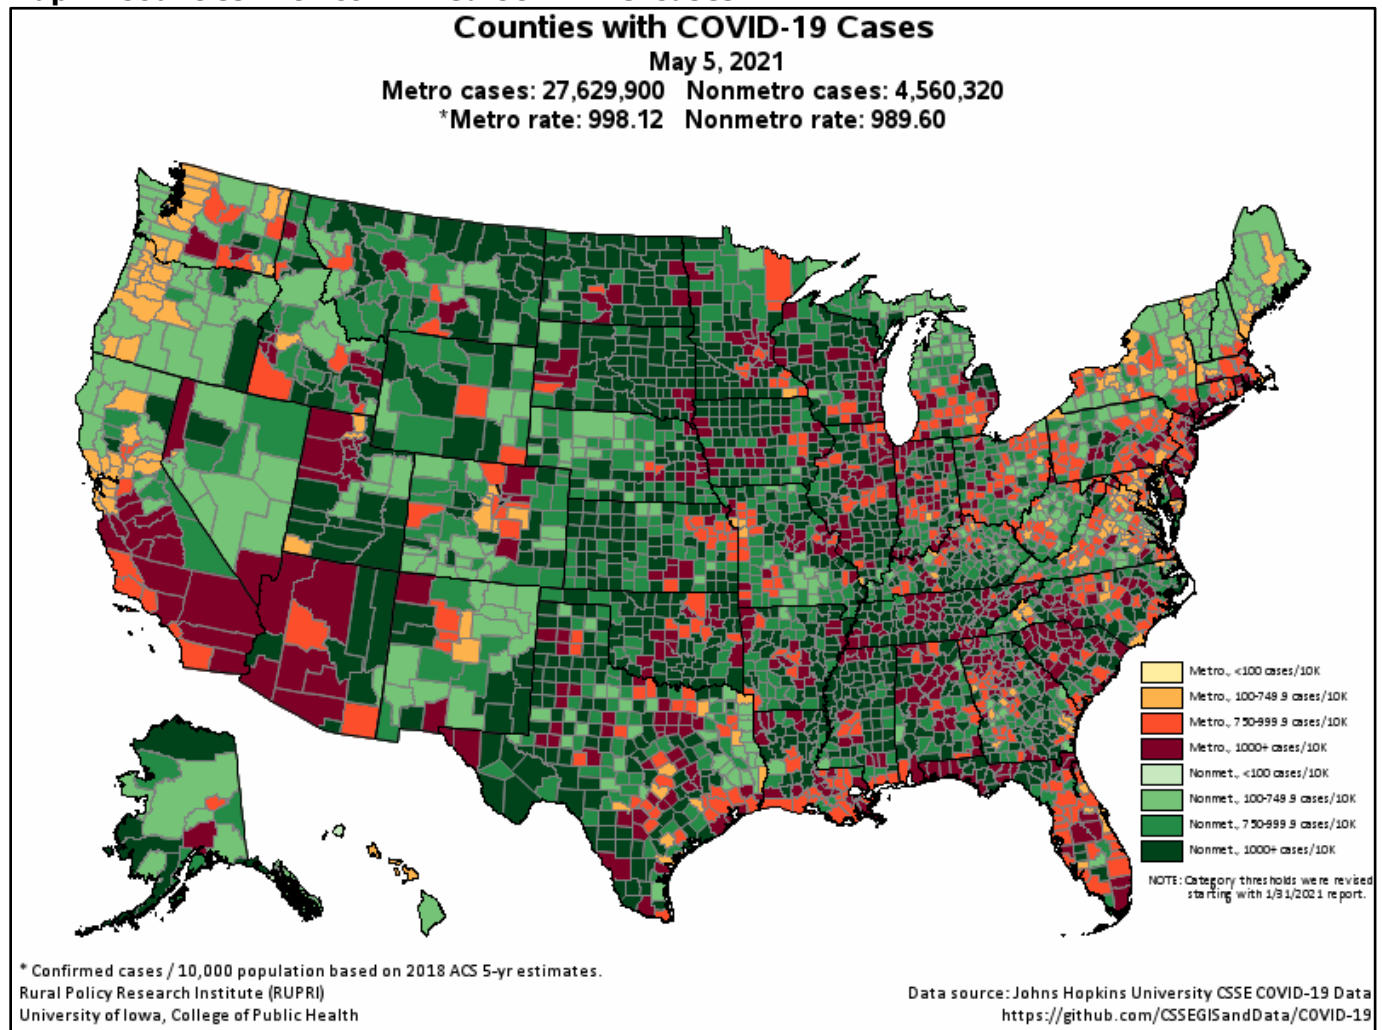 Counties with COVID-19 Cases
May 5, 2021
Metro cases: 27,629,900 Nonmetro cases: 4,560,320
*Metro rate: 998.12 Nonmetro rate: 989.60
Metro., <100 cases/10K
Metro., 100-749.9 cases/10K
Metro., 750-999.9 cases/10K
Metro., 1000+ cases/10K
Nonmet., <100 cases/10K
Nonmet., 100-749.9 cases/10K
Nonmet., 750-999.9 cases/10K
Nonmet., 1000+ cases/10K
NOTE: Category thresholds were revised
starting with 1/31/2021 report.
* Confirmed cases / 10,000 population based on 2018 ACS 5-yr estimates.
Rural Policy Research Institute (RUPRI)
University of Iowa, College of Public Health
Data source: Johns Hopkins University CSSE COVID-19 Data
https://github.com/CSSEGISandData/COVID-19